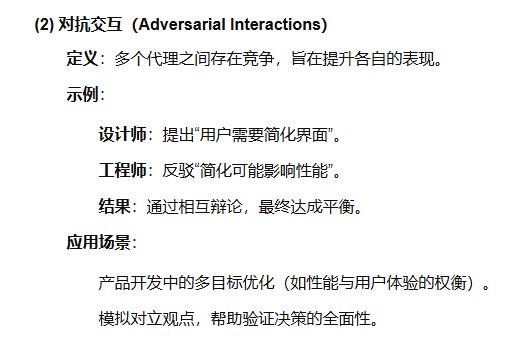 (2) 对抗交互（Adversarial Interactions）
定义：多个代理之间存在竞争，旨在提升各自的表现。
示例：
设计师：提出“用户需要简化界面”。
工程师：反驳“简化可能影响性能”。
结果：通过相互辩论，最终达成平衡。
应用场景：
产品开发中的多目标优化（如性能与用户体验的权衡）。
模拟对立观点，帮助验证决策的全面性。